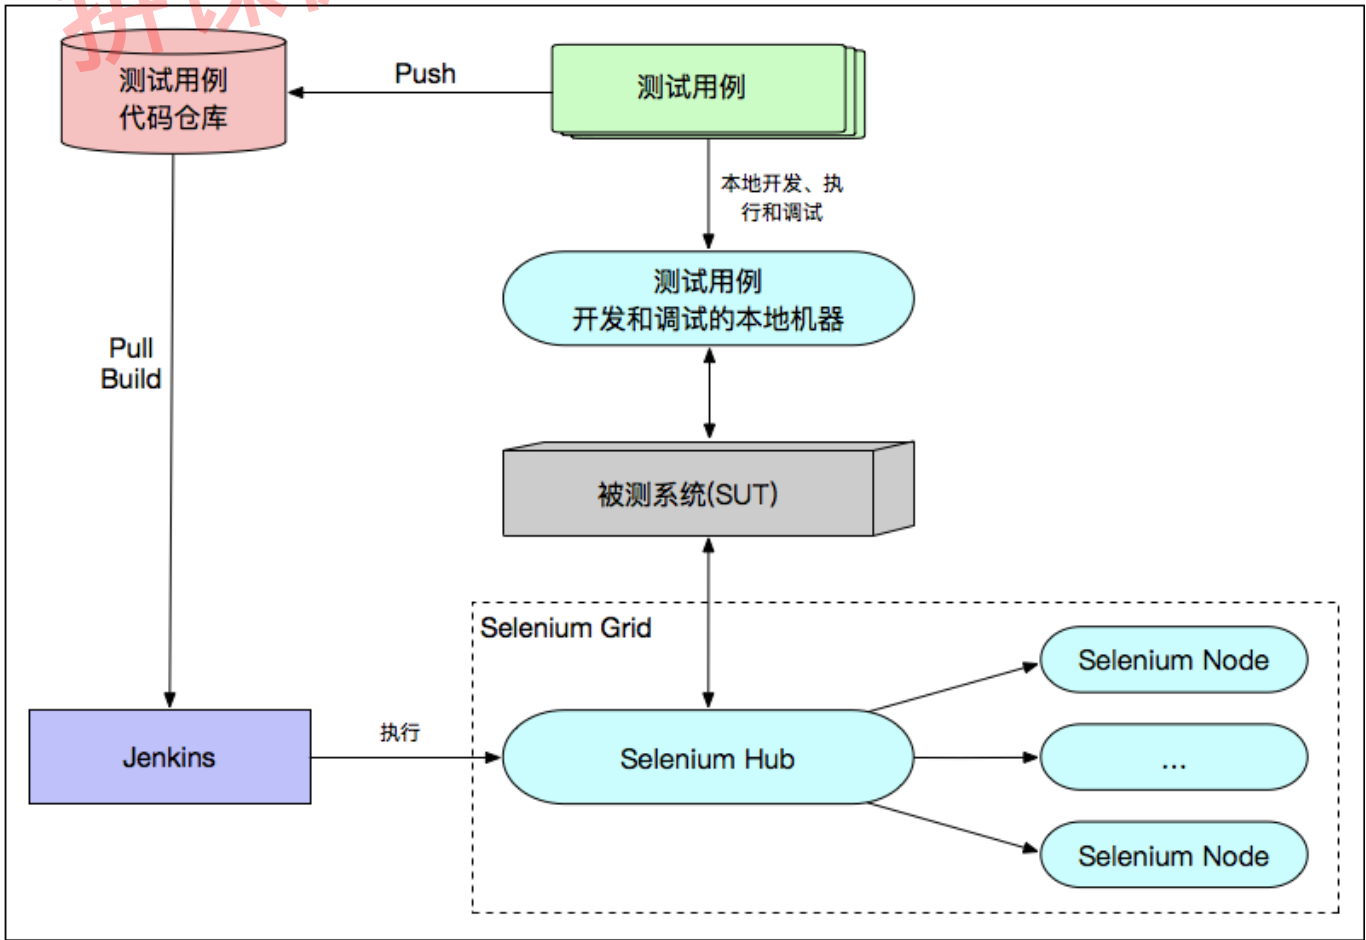 测试用例
代码仓库
Push
测试用例
本地开发、执
行和调试
测试用例
开发和调试的本地机器
Pull
Build
被测系统(SUT)
Selenium Grid
Selenium Node
Jenkins
执行
Selenium Hub
...
Selenium Node